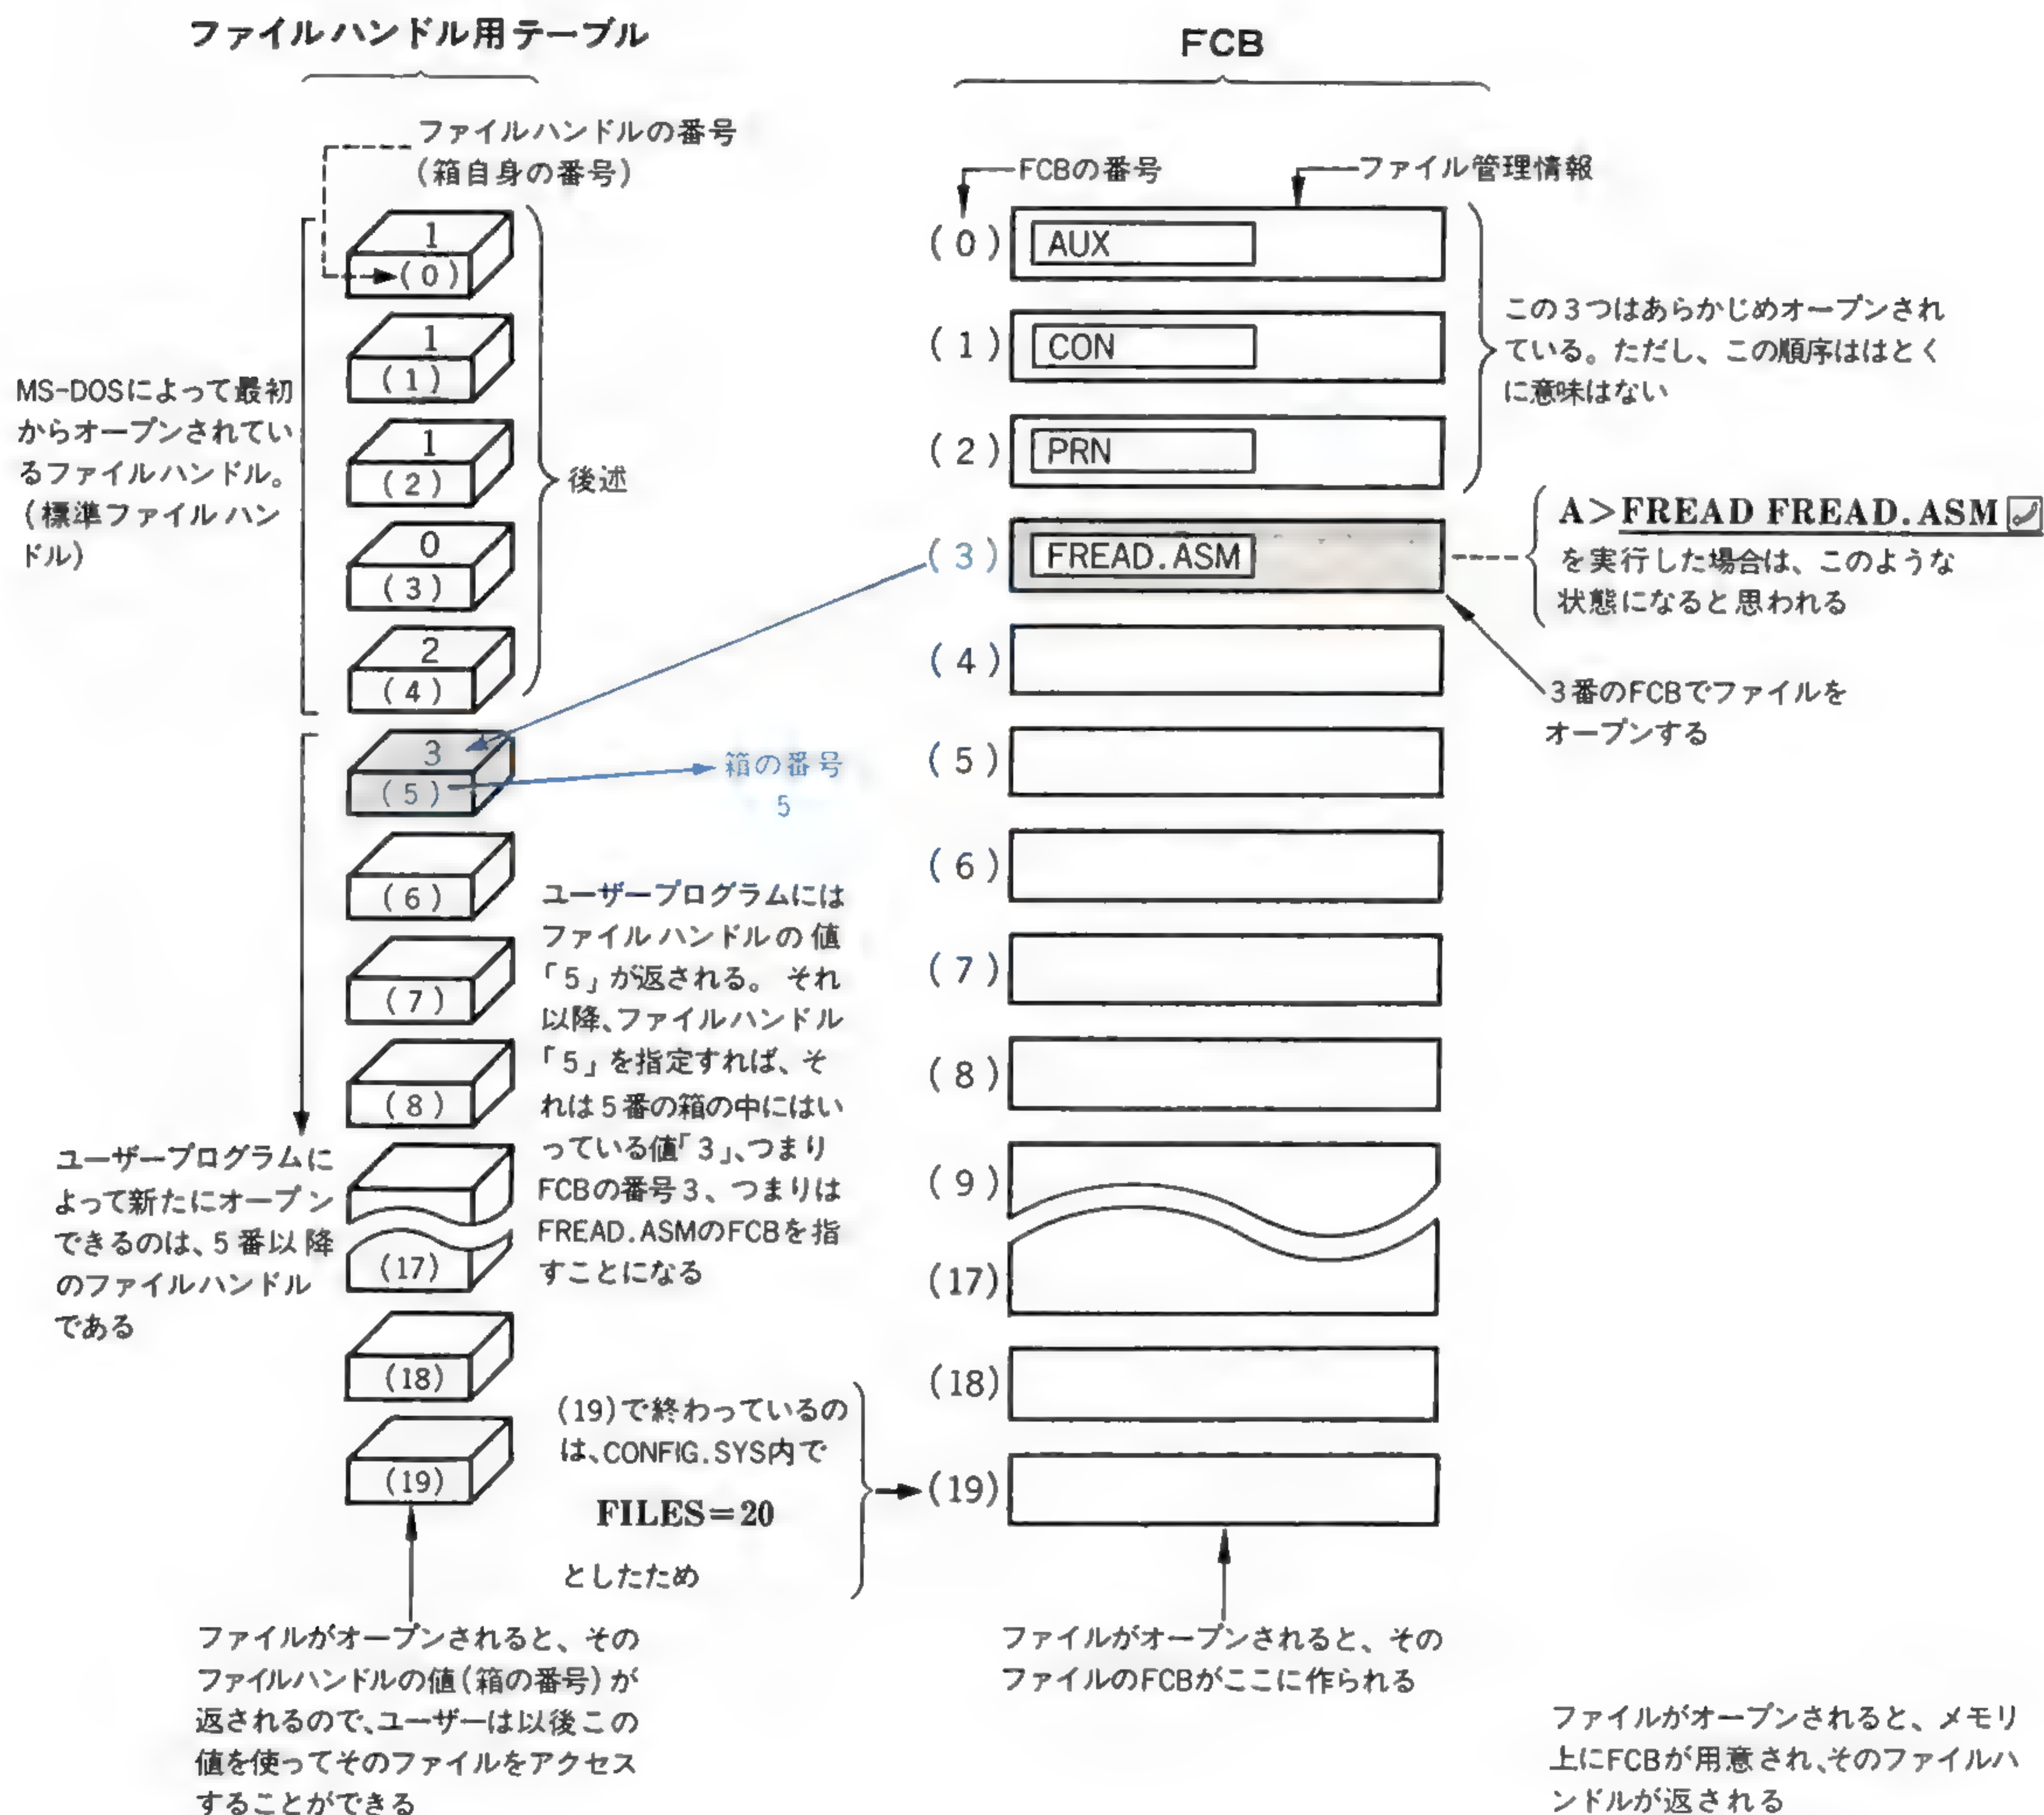 ファイルハンドル用テーブル
ファイルハンドルの番号
(箱自身の番号)
1
(0)
1
(1)
1
(2)
0
(3)
2
(4)
3
(5)
(6)
(7)
(8)
(17)
(18)
(19)
MS-DOSによって最初
からオープンされてい
るファイルハンドル。
(標準ファイルハン
ドル)
後述
箱の番号
5
ユーザープログラムに
よって新たにオープン
できるのは、5番以降
のファイルハンドル
である
ユーザープログラムには
ファイルハンドルの値
「5」が返される。それ
以降、ファイルハンドル
「5」を指定すれば、そ
れは5番の箱の中にはい
っている値「3」、つまり
FCBの番号3、つまりは
FREAD.ASMのFCBを指
すことになる
(19)で終わっているの
は、CONFIG.SYS内で
FILES=20
としたため
ファイルがオープンされると、その
ファイルハンドルの値(箱の番号)が
返されるので、ユーザーは以後この
値を使ってそのファイルをアクセス
することができる
FCB
FCBの番号
ファイル管理情報
(0) AUX
(1) CON
(2) PRN
(3) FREAD.ASM
(4)
(5)
(6)
(7)
(8)
(9)
(17)
(18)
(19)
この3つはあらかじめオープンされ
ている。ただし、この順序ははとく
に意味はない
A>FREAD FREAD.ASM
を実行した場合は、このような
状態になると思われる
3番のFCBでファイルを
オープンする
ファイルがオープンされると、その
ファイルのFCBがここに作られる
ファイルがオープンされると、メモリ
上にFCBが用意され、そのファイルハ
ンドルが返される